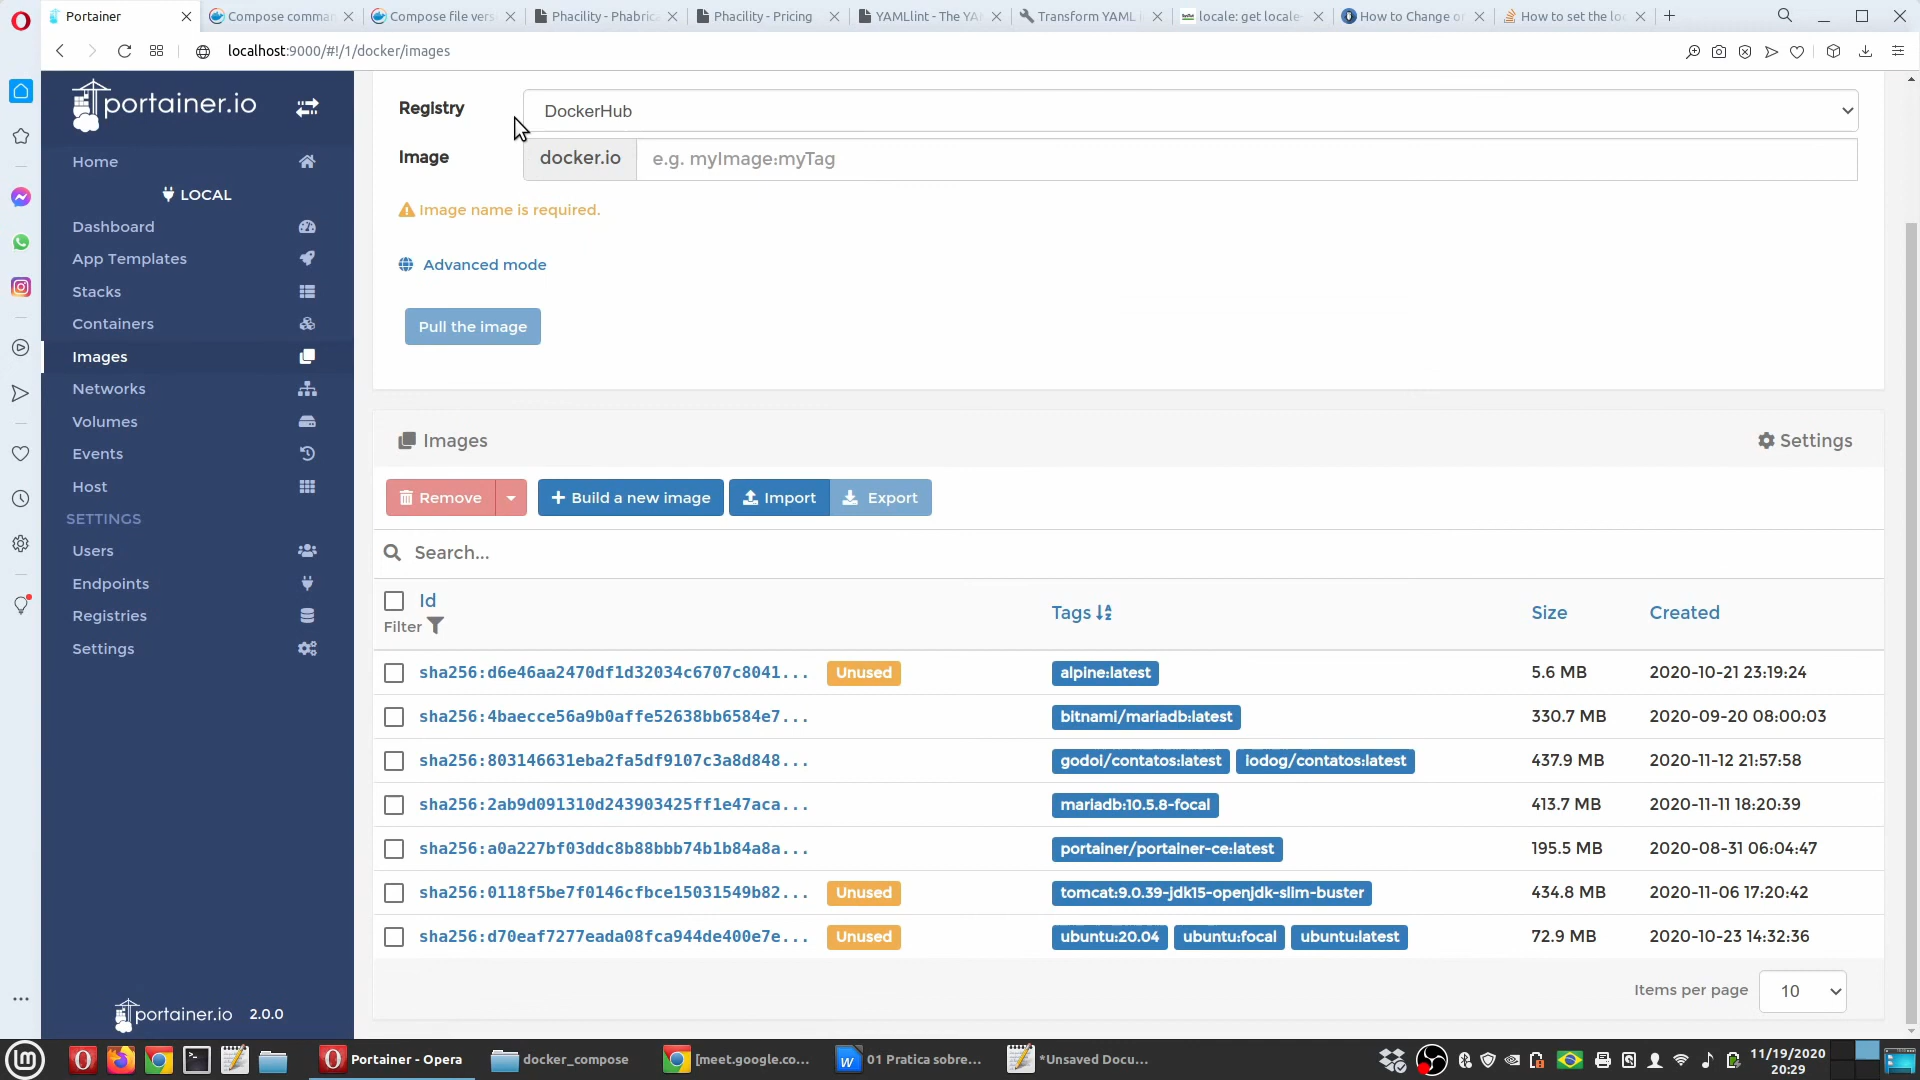 Portainer
Compose comman
Compose file vers
Phacility - Phabrica
Phacility - Pricing
YAMLlint - The YA
Transform YAML
locale: get locale-
How to Change o
How to set the lo
localhost:9000/#!/1/docker/images
portainer.io
Home
LOCAL
Dashboard
App Templates
Stacks
Containers
Images
Networks
Volumes
Events
Host
SETTINGS
Users
Endpoints
Registries
Settings
portainer.io 2.0.0
Registry
DockerHub
Image
docker.io
e.g. myImage:myTag
Image name is required.
Advanced mode
Pull the image
Images
Settings
Remove
Build a new image
Import
Export
Search...
Id
Filter
Tags
Size
Created
sha256:d6e46aa2470df1d32034c6707c8041... Unused alpine:latest 5.6 MB 2020-10-21 23:19:24
sha256:4baecce56a9b0affe52638bb6584e7... bitnami/mariadb:latest 330.7 MB 2020-09-20 08:00:03
sha256:803146631eba2fa5df9107c3a8d848... godoi/contatos:latest iodog/contatos:latest 437.9 MB 2020-11-12 21:57:58
sha256:2ab9d091310d243903425ff1e47aca... mariadb:10.5.8-focal 413.7 MB 2020-11-11 18:20:39
sha256:a0a227bf03ddc8b88bbb74b1b84a8a... portainer/portainer-ce:latest 195.5 MB 2020-08-31 06:04:47
sha256:0118f5be7f0146cfbce15031549b82... Unused tomcat:9.0.39-jdk15-openjdk-slim-buster 434.8 MB 2020-11-06 17:20:42
sha256:d70eaf7277eada08fca944de400e7e... Unused ubuntu:20.04 ubuntu:focal ubuntu:latest 72.9 MB 2020-10-23 14:32:36
Items per page 10
Portainer - Opera
docker_compose
[meet.google.co...
01 Pratica sobre...
*Unsaved Docu...
11/19/2020
20:29